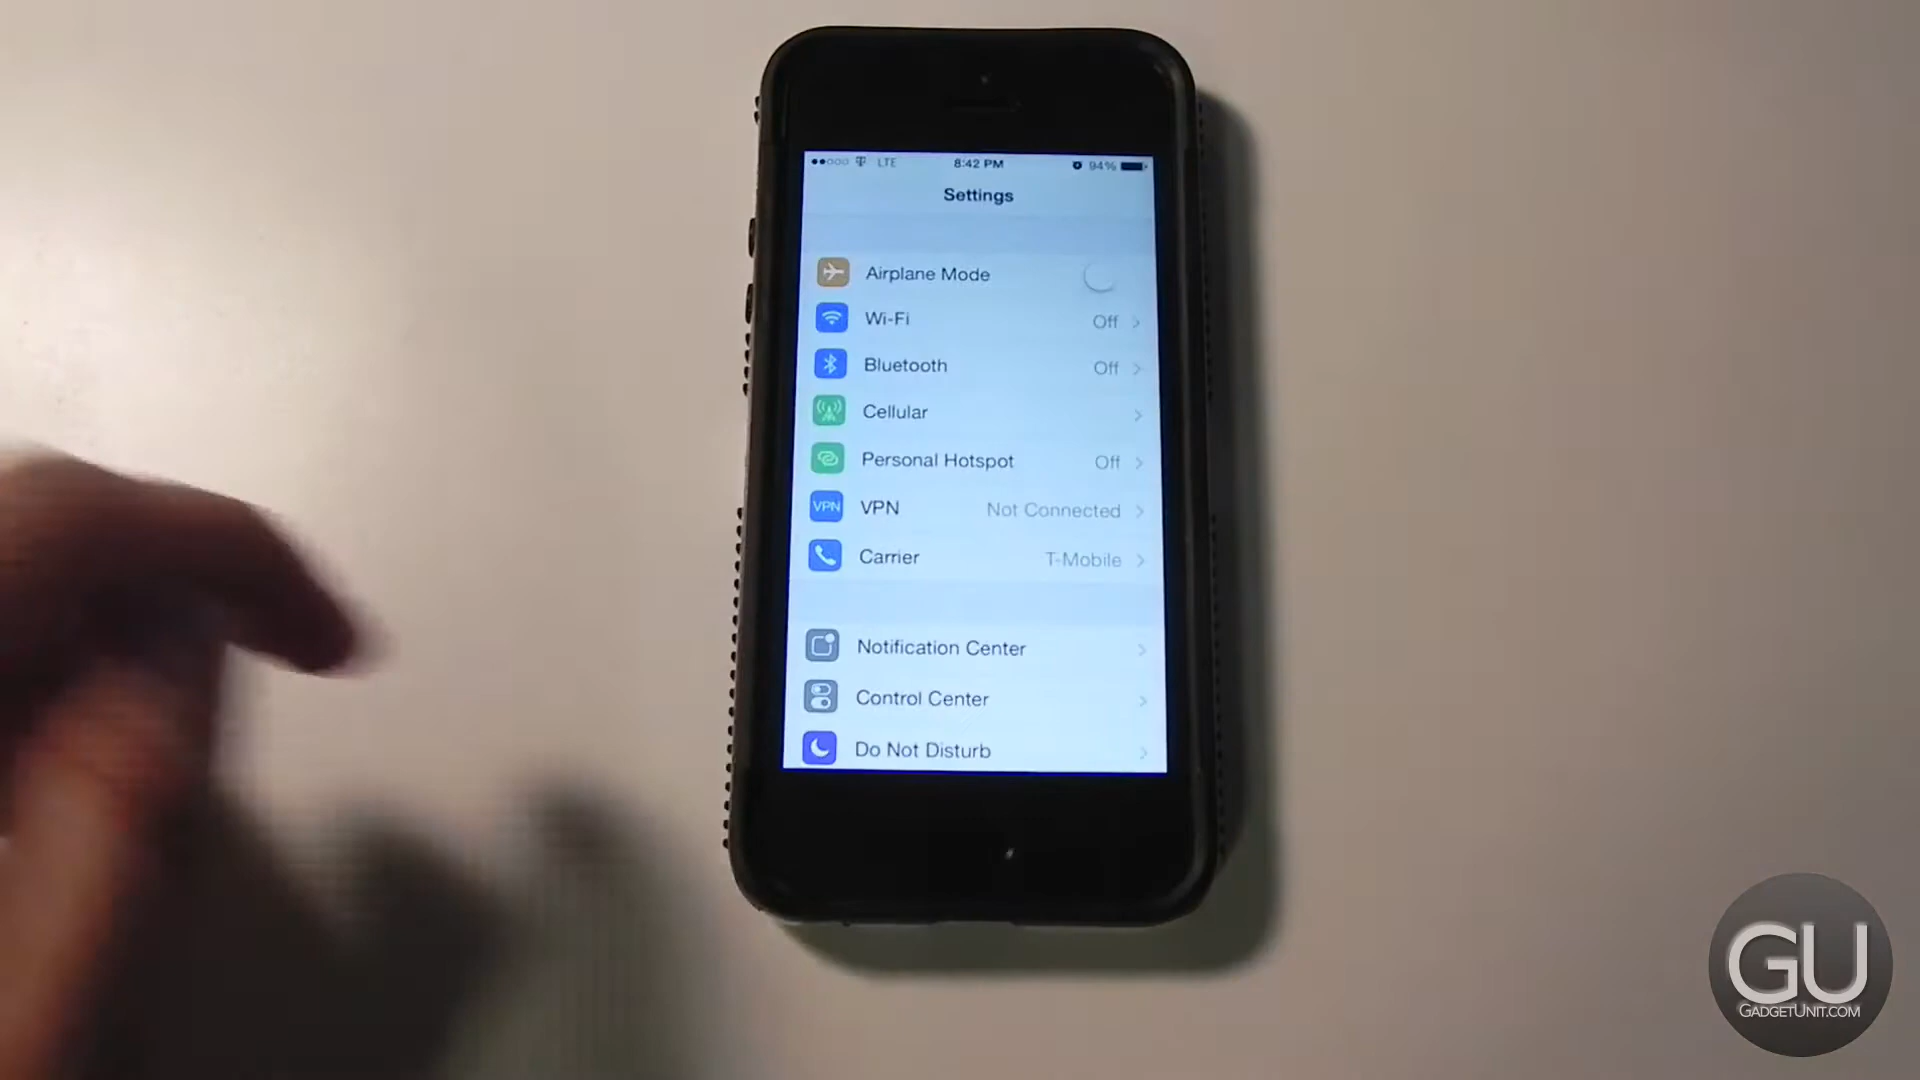 LTE 8:42 PM 94%
Settings
Airplane Mode
Wi-Fi Off
Bluetooth Off
Cellular
Personal Hotspot Off
VPN VPN Not Connected
Carrier T-Mobile
Notification Center
Control Center
Do Not Disturb
GU
GADGETUNIT.COM